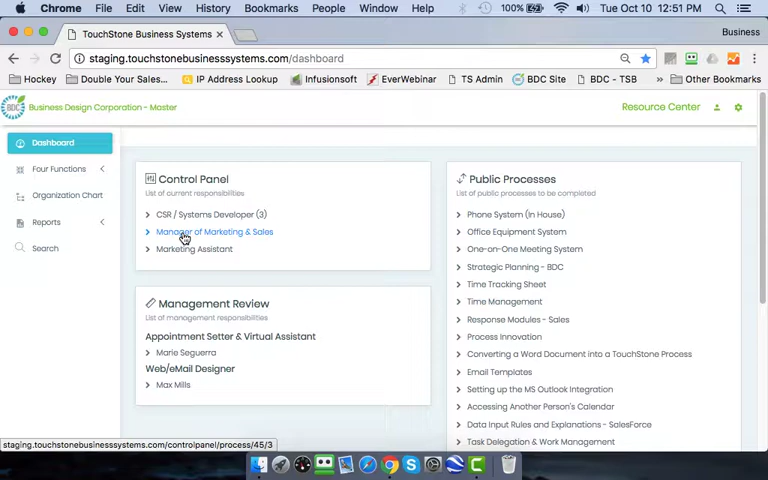 Chrome File Edit View History Bookmarks People Window Help 100% Tue Oct 10 12:51 PM
TouchStone Business Systems Business
staging.touchstonebusinesssystems.com/dashboard
Hockey Double Your Sales... IP Address Lookup Infusionsoft EverWebinar TS Admin BDC Site BDC - TSB » Other Bookmarks
BDC Business Design Corporation - Master Resource Center
Dashboard
Four Functions
Organization Chart
Reports
Search
Control Panel
List of current responsibilities
CSR / Systems Developer (3)
Manager of Marketing & Sales
Marketing Assistant
Management Review
List of management responsibilities
Appointment Setter & Virtual Assistant
Marie Seguerra
Web/eMail Designer
Max Mills
Public Processes
List of public processes to be completed
Phone System (In House)
Office Equipment System
One-on-One Meeting System
Strategic Planning - BDC
Time Tracking Sheet
Time Management
Response Modules - Sales
Process Innovation
Converting a Word Document into a TouchStone Process
Email Templates
Setting up the MS Outlook Integration
Accessing Another Person's Calendar
Data Input Rules and Explanations - SalesForce
Task Delegation & Work Management
staging.touchstonebusinesssystems.com/controlpanel/process/45/3